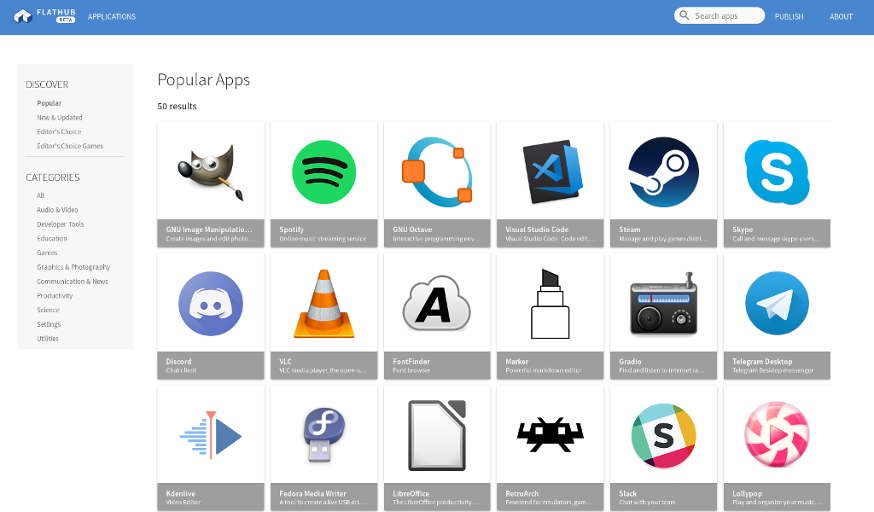 FLATHUB
BETA
APPLICATIONS
Search apps
PUBLISH
ABOUT
DISCOVER
Popular
New & Updated
Editor's Choice
Editor's Choice Games
CATEGORIES
All
Audio & Video
Developer Tools
Education
Games
Graphics & Photography
Communication & News
Productivity
Science
Settings
Utilities
Popular Apps
50 results
GNU Image Manipulatio...
Create images and edit photo...
Spotify
Online music streaming service
GNU Octave
Interactive programming env...
Visual Studio Code
Visual Studio Code. Code edit...
Steam
Manage and play games distri...
Skype
Call and message skype users...
Discord
Chat client
VLC
VLC media player, the open-s...
A
FontFinder
Font browser
Marker
Powerful markdown editor
Gradio
Find and listen to internet ra...
Telegram Desktop
Telegram Desktop messenger
Kdenlive
Video Editor
Fedora Media Writer
A tool to create a live USB dri...
LibreOffice
The LibreOffice productivity ...
RetroArch
Frontend for emulators, gam...
S
Slack
Chat with your team
Lollypop
Play and organize your music...